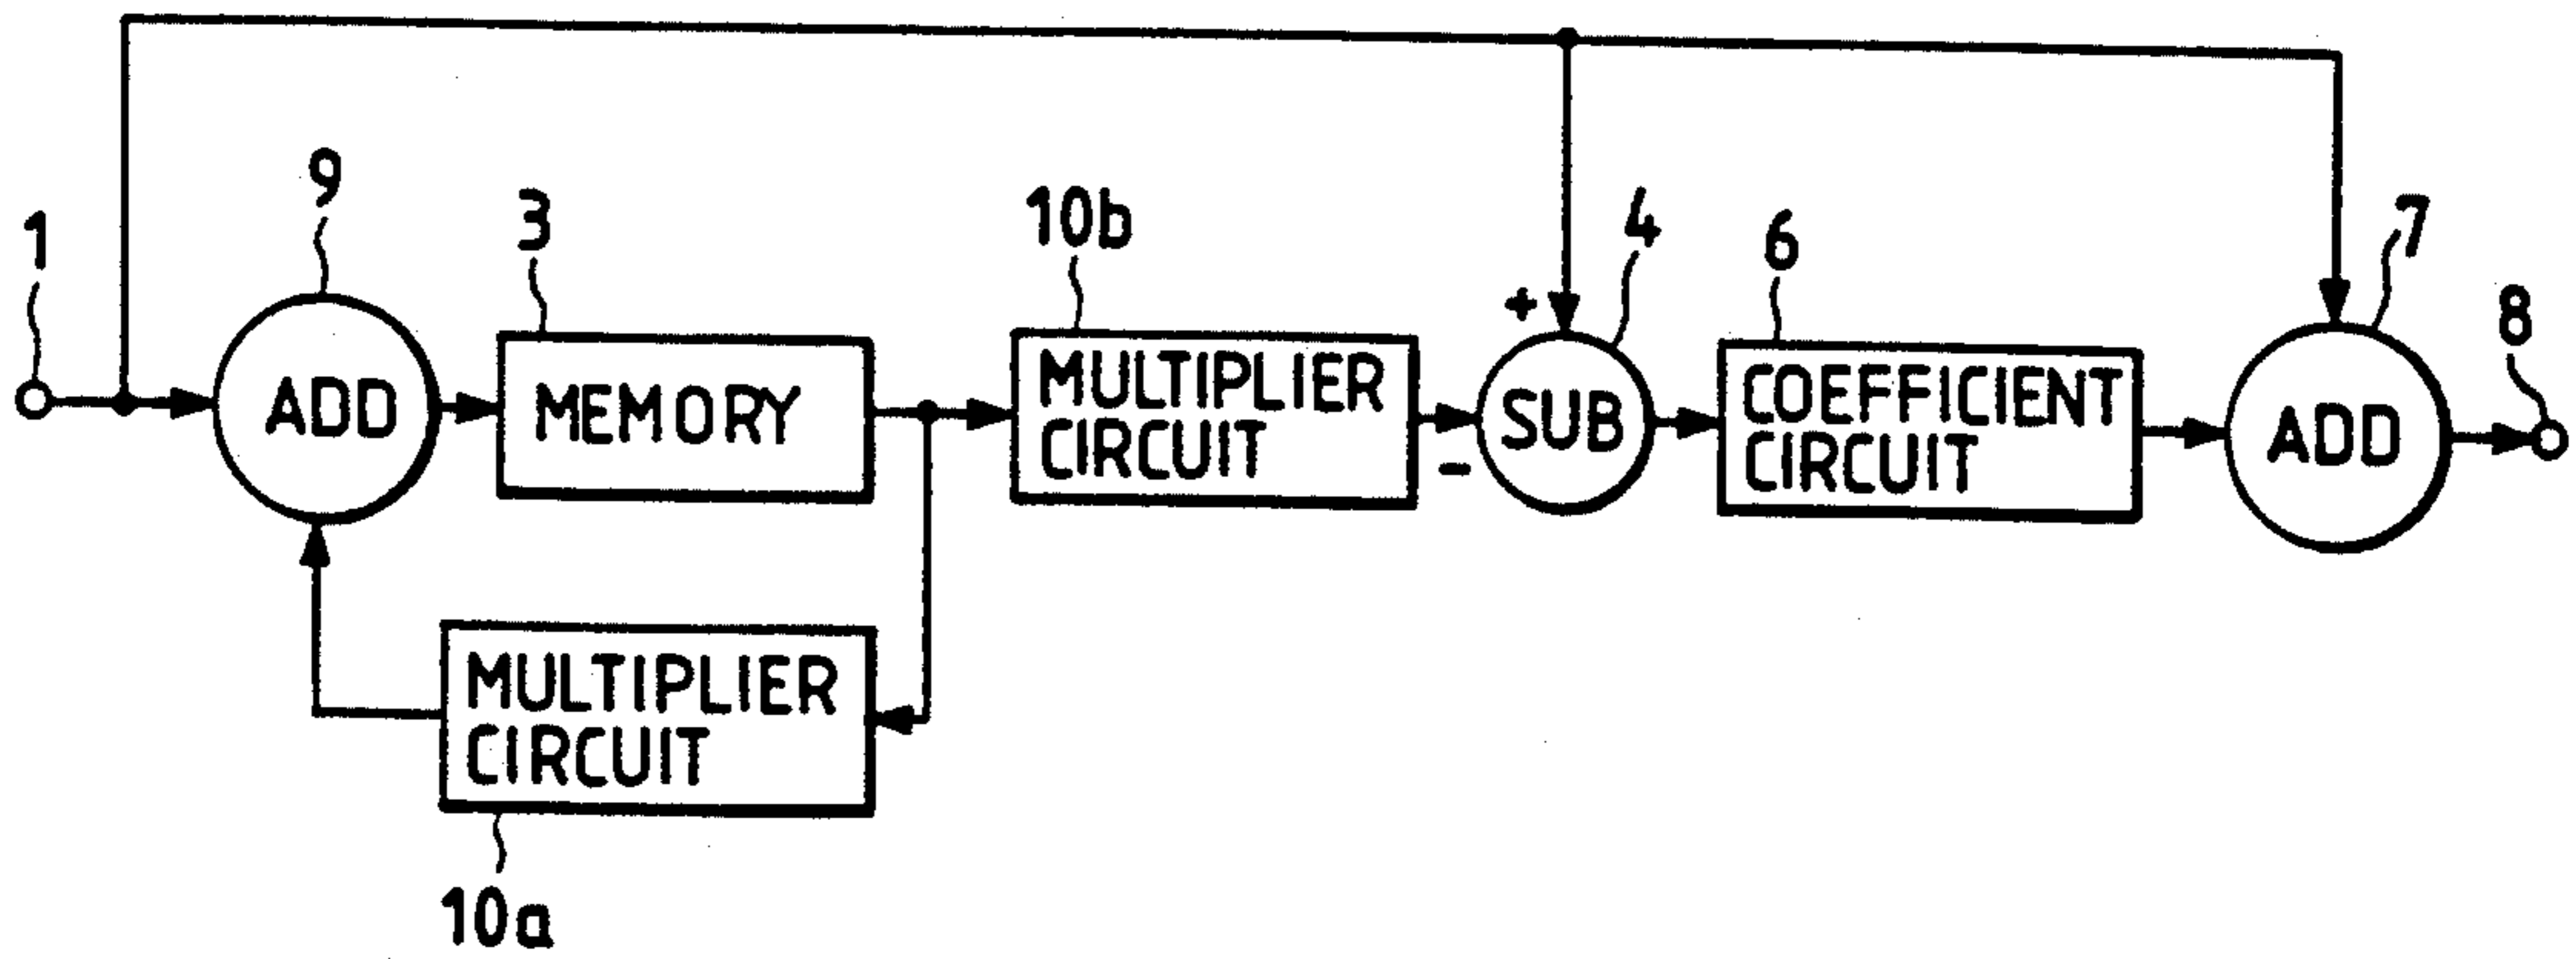 1
9
ADD
3
MEMORY
10b
MULTIPLIER
CIRCUIT
+
-
4
SUB
6
COEFFICIENT
CIRCUIT
7
ADD
8
MULTIPLIER
CIRCUIT
10a